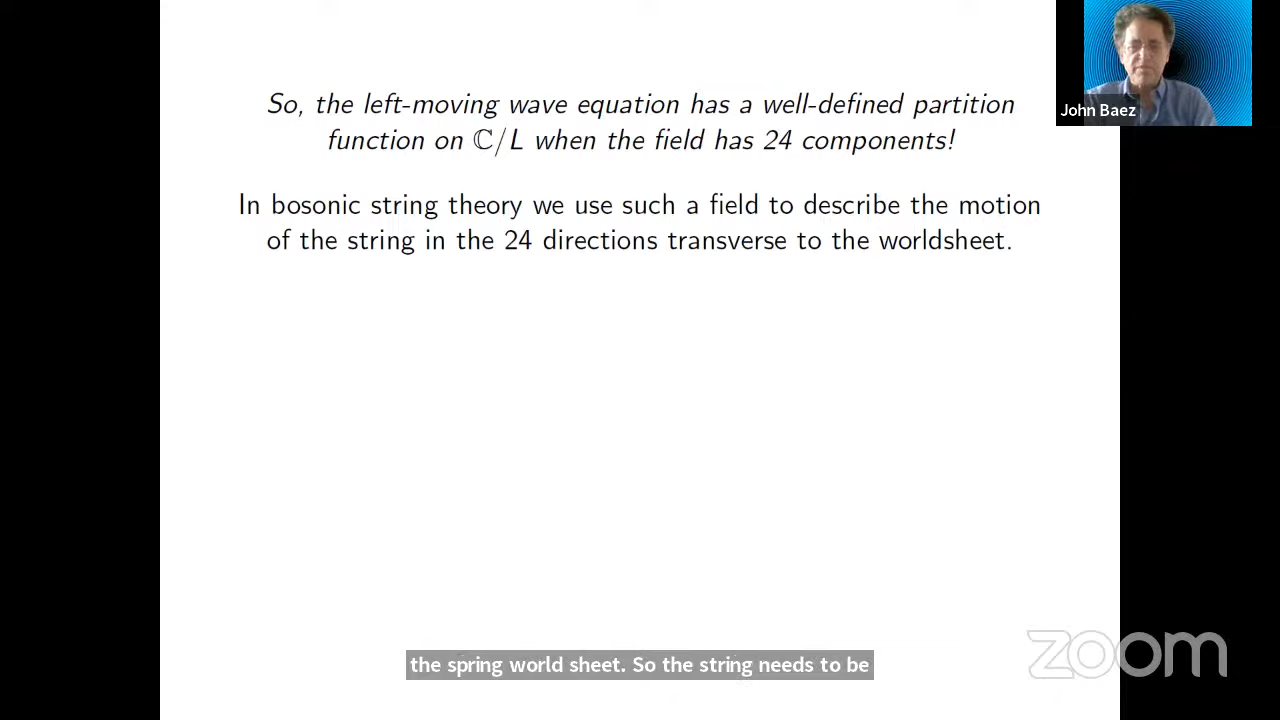 So, the left-moving wave equation has a well-defined partition
function on ℂ/L when the field has 24 components!
In bosonic string theory we use such a field to describe the motion
of the string in the 24 directions transverse to the worldsheet.
John Baez
the spring world sheet. So the string needs to be
zoom